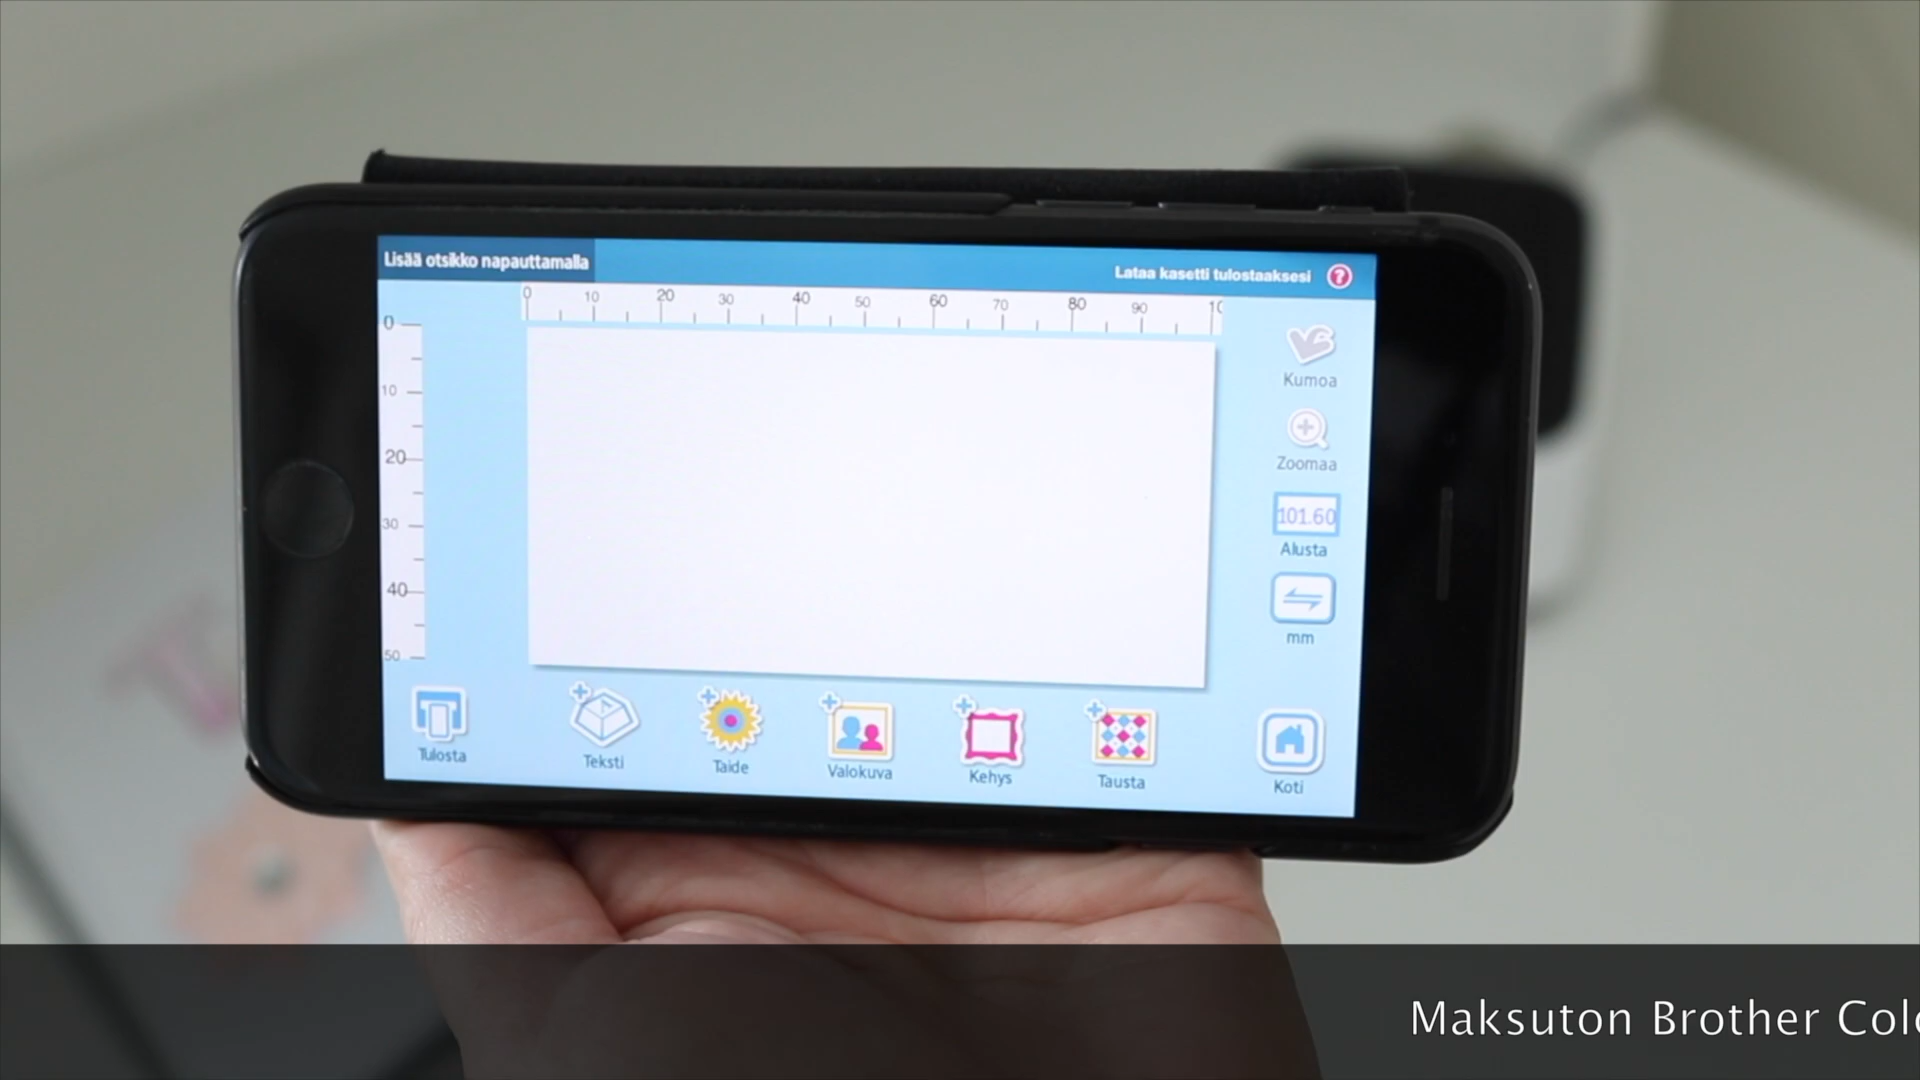 Lisää otsikko napauttamalla
Lataa kasetti tulostaaksesi ?
0 10 20 30 40 50 60 70 80 90
0
10
20
30
40
50
Kumoa
Zoomaa
101.60
Alusta
mm
Tulosta
Teksti
Taide
Valokuva
Kehys
Tausta
Koti
Maksuton Brother